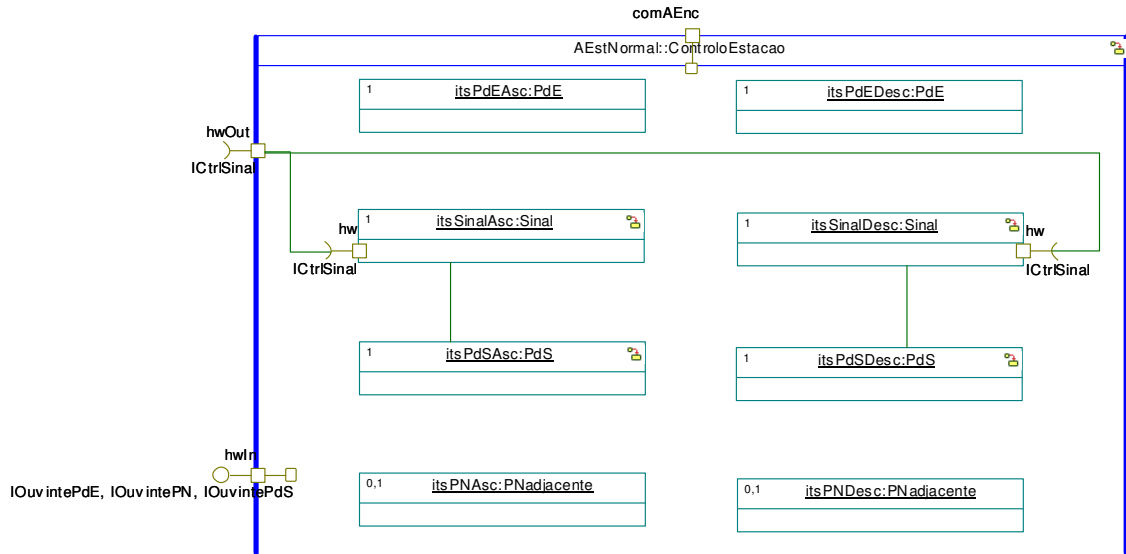 comAEnc
AEstNormal::ControloEstacao
1 itsPdEAsc:PdE
1 itsPdEDesc:PdE
hwOut
ICtrlSinal
1 itsSinalAsc:Sinal
1 itsSinalDesc:Sinal
hw
hw
ICtrlSinal
ICtrlSinal
1 itsPdSAsc:PdS
1 itsPdSDesc:PdS
hwIn
IOuvintePdE, IOuvintePN, IOuvintePdS
0,1 itsPNAsc:PNadjacente
0,1 itsPNDesc:PNadjacente